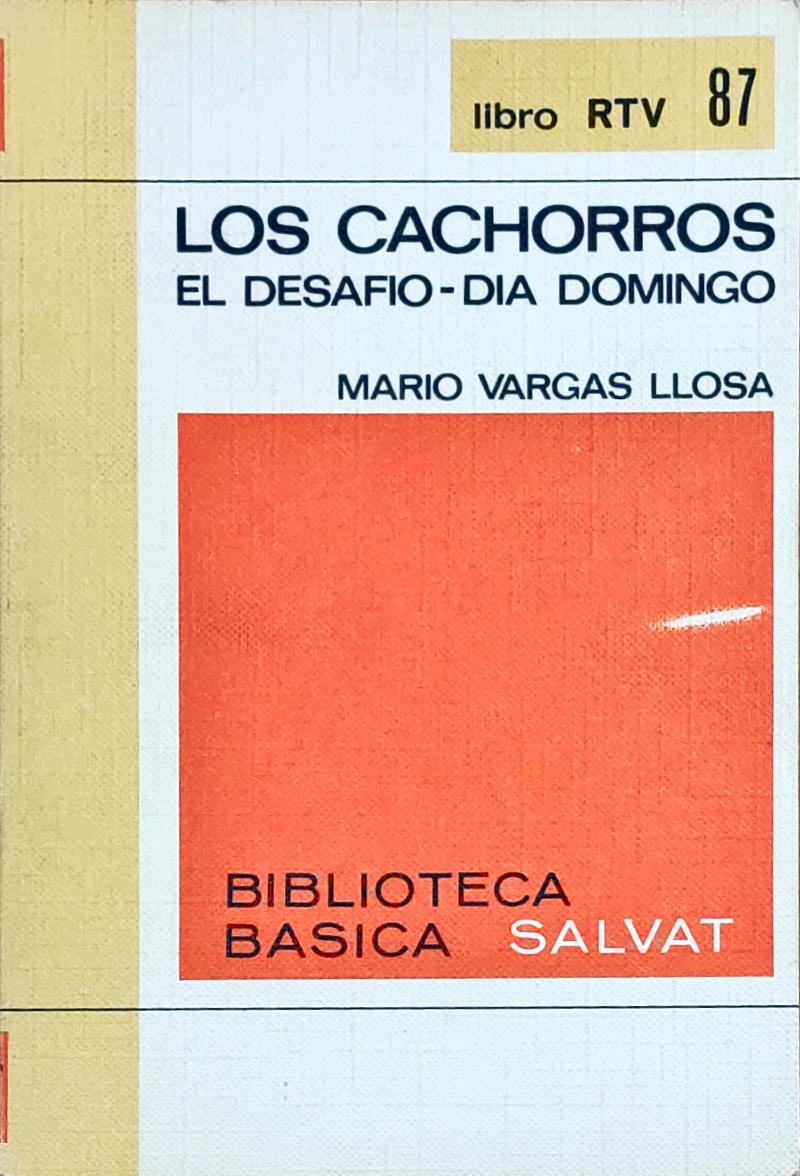 libro RTV 87
LOS CACHORROS
EL DESAFIO - DIA DOMINGO
MARIO VARGAS LLOSA
BIBLIOTECA
BASICA SALVAT